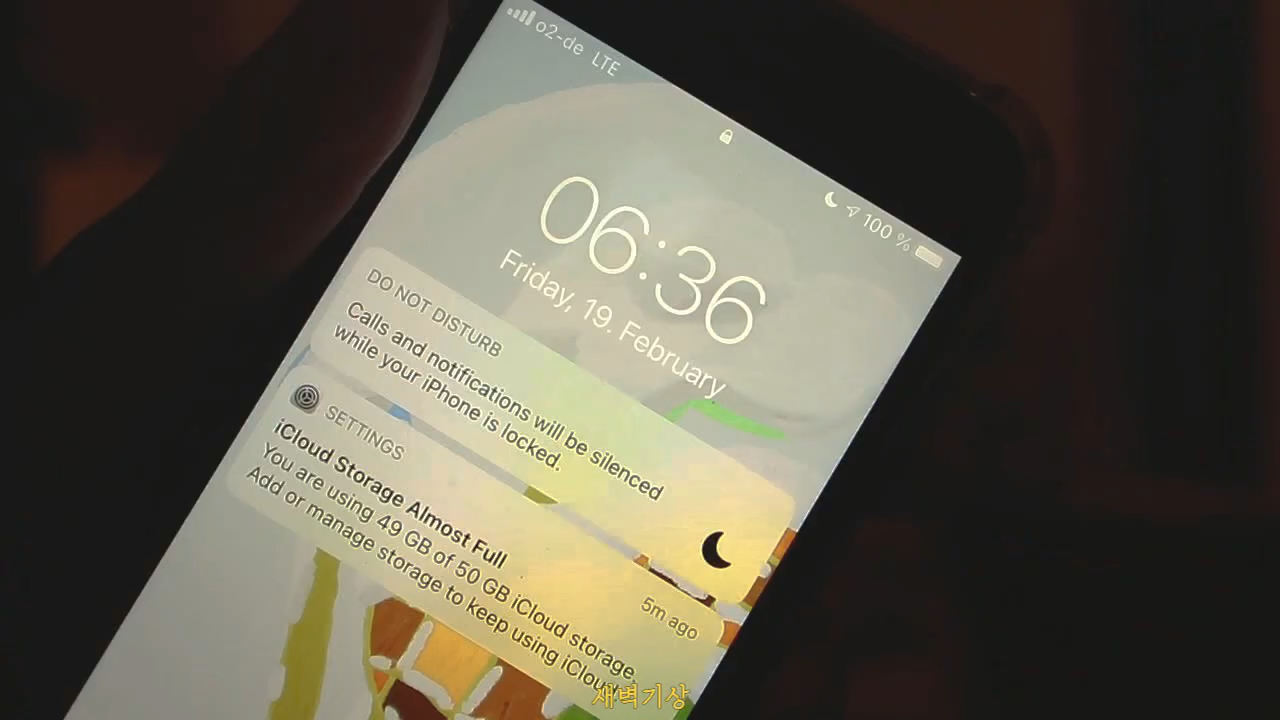 o2-de LTE
100 %
06:36
Friday, 19. February
DO NOT DISTURB
Calls and notifications will be silenced
while your iPhone is locked.
SETTINGS
5m ago
iCloud Storage Almost Full
You are using 49 GB of 50 GB iCloud storage.
Add or manage storage to keep using iCloud.
새벽기상